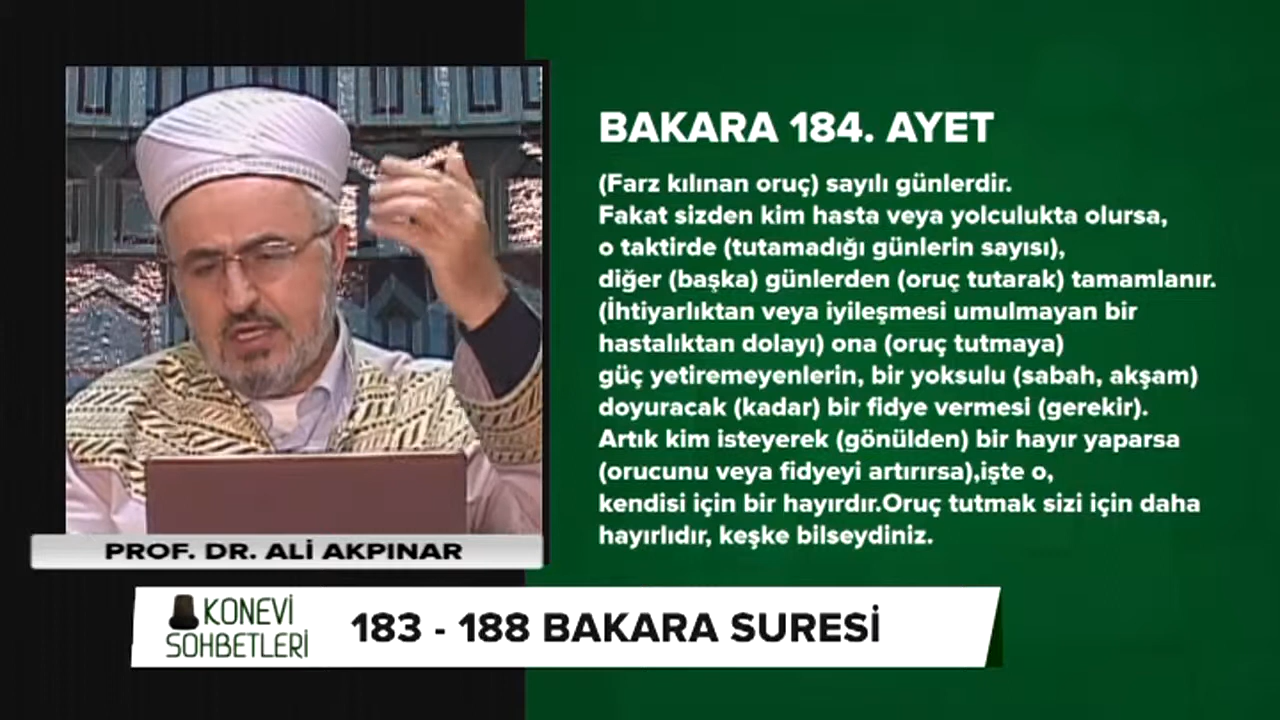 BAKARA 184. AYET
(Farz kılınan oruç) sayılı günlerdir.
Fakat sizden kim hasta veya yolculukta olursa,
o taktirde (tutamadığı günlerin sayısı),
diğer (başka) günlerden (oruç tutarak) tamamlanır.
(İhtiyarlıktan veya iyileşmesi umulmayan bir
hastalıktan dolayı) ona (oruç tutmaya)
güç yetiremeyenlerin, bir yoksulu (sabah, akşam)
doyuracak (kadar) bir fidye vermesi (gerekir).
Artık kim isteyerek (gönülden) bir hayır yaparsa
(orucunu veya fidyeyi artırırsa),işte o,
kendisi için bir hayırdır.Oruç tutmak sizi için daha
hayırlıdır, keşke bilseydiniz.
PROF. DR. ALİ AKPINAR
KONEVİ
SOHBETLERİ
183 - 188 BAKARA SURESİ